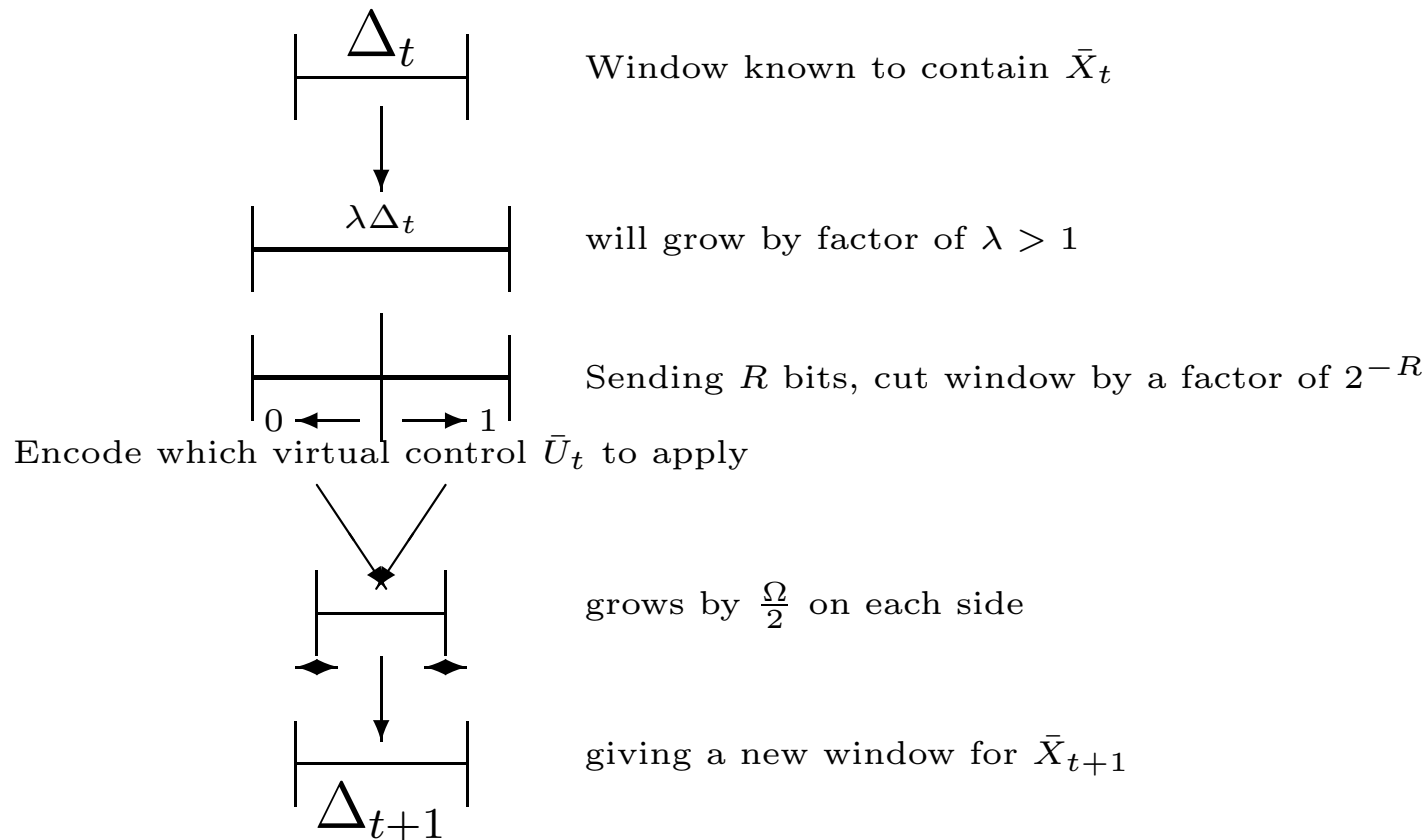 Δ_t
Window known to contain X̄_t
λΔ_t
will grow by factor of λ > 1
Sending R bits, cut window by a factor of 2^{-R}
0 1
Encode which virtual control Ū_t to apply
grows by Ω/2 on each side
giving a new window for X̄_{t+1}
Δ_{t+1}